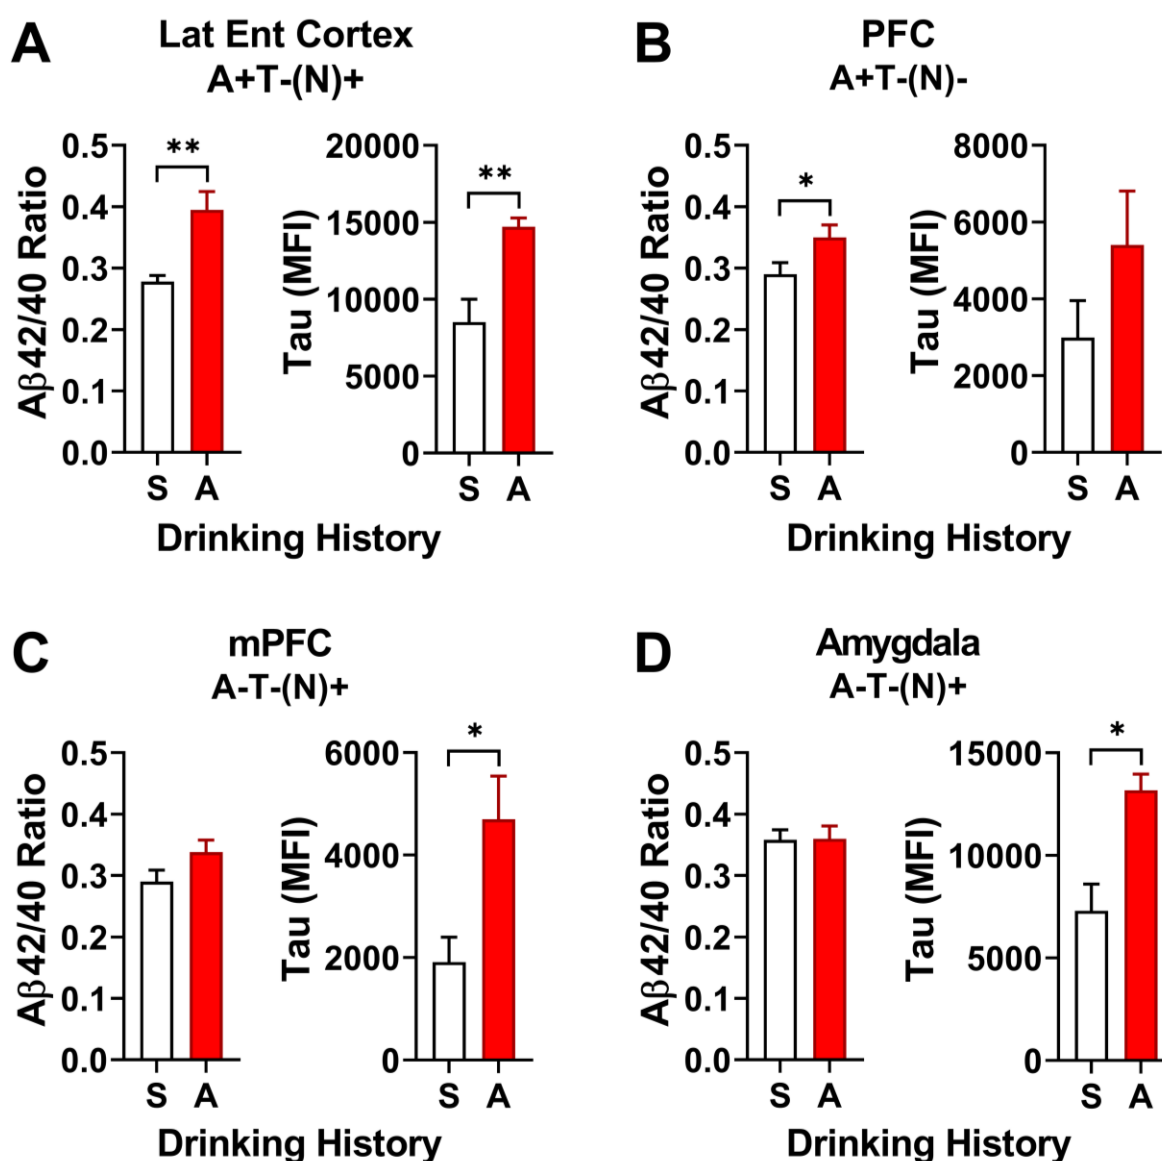 A
Lat Ent Cortex
A+T-(N)+
Aβ42/40 Ratio
0.5
0.4
0.3
0.2
0.1
0.0
**
S A
Tau (MFI)
20000
15000
10000
5000
0
**
S A
Drinking History
B
PFC
A+T-(N)-
Aβ42/40 Ratio
0.5
0.4
0.3
0.2
0.1
0.0
*
S A
Tau (MFI)
8000
6000
4000
2000
0
S A
Drinking History
C
mPFC
A-T-(N)+
Aβ42/40 Ratio
0.5
0.4
0.3
0.2
0.1
0.0
S A
Tau (MFI)
6000
4000
2000
0
*
S A
Drinking History
D
Amygdala
A-T-(N)+
Aβ42/40 Ratio
0.5
0.4
0.3
0.2
0.1
0.0
S A
Tau (MFI)
15000
10000
5000
0
*
S A
Drinking History